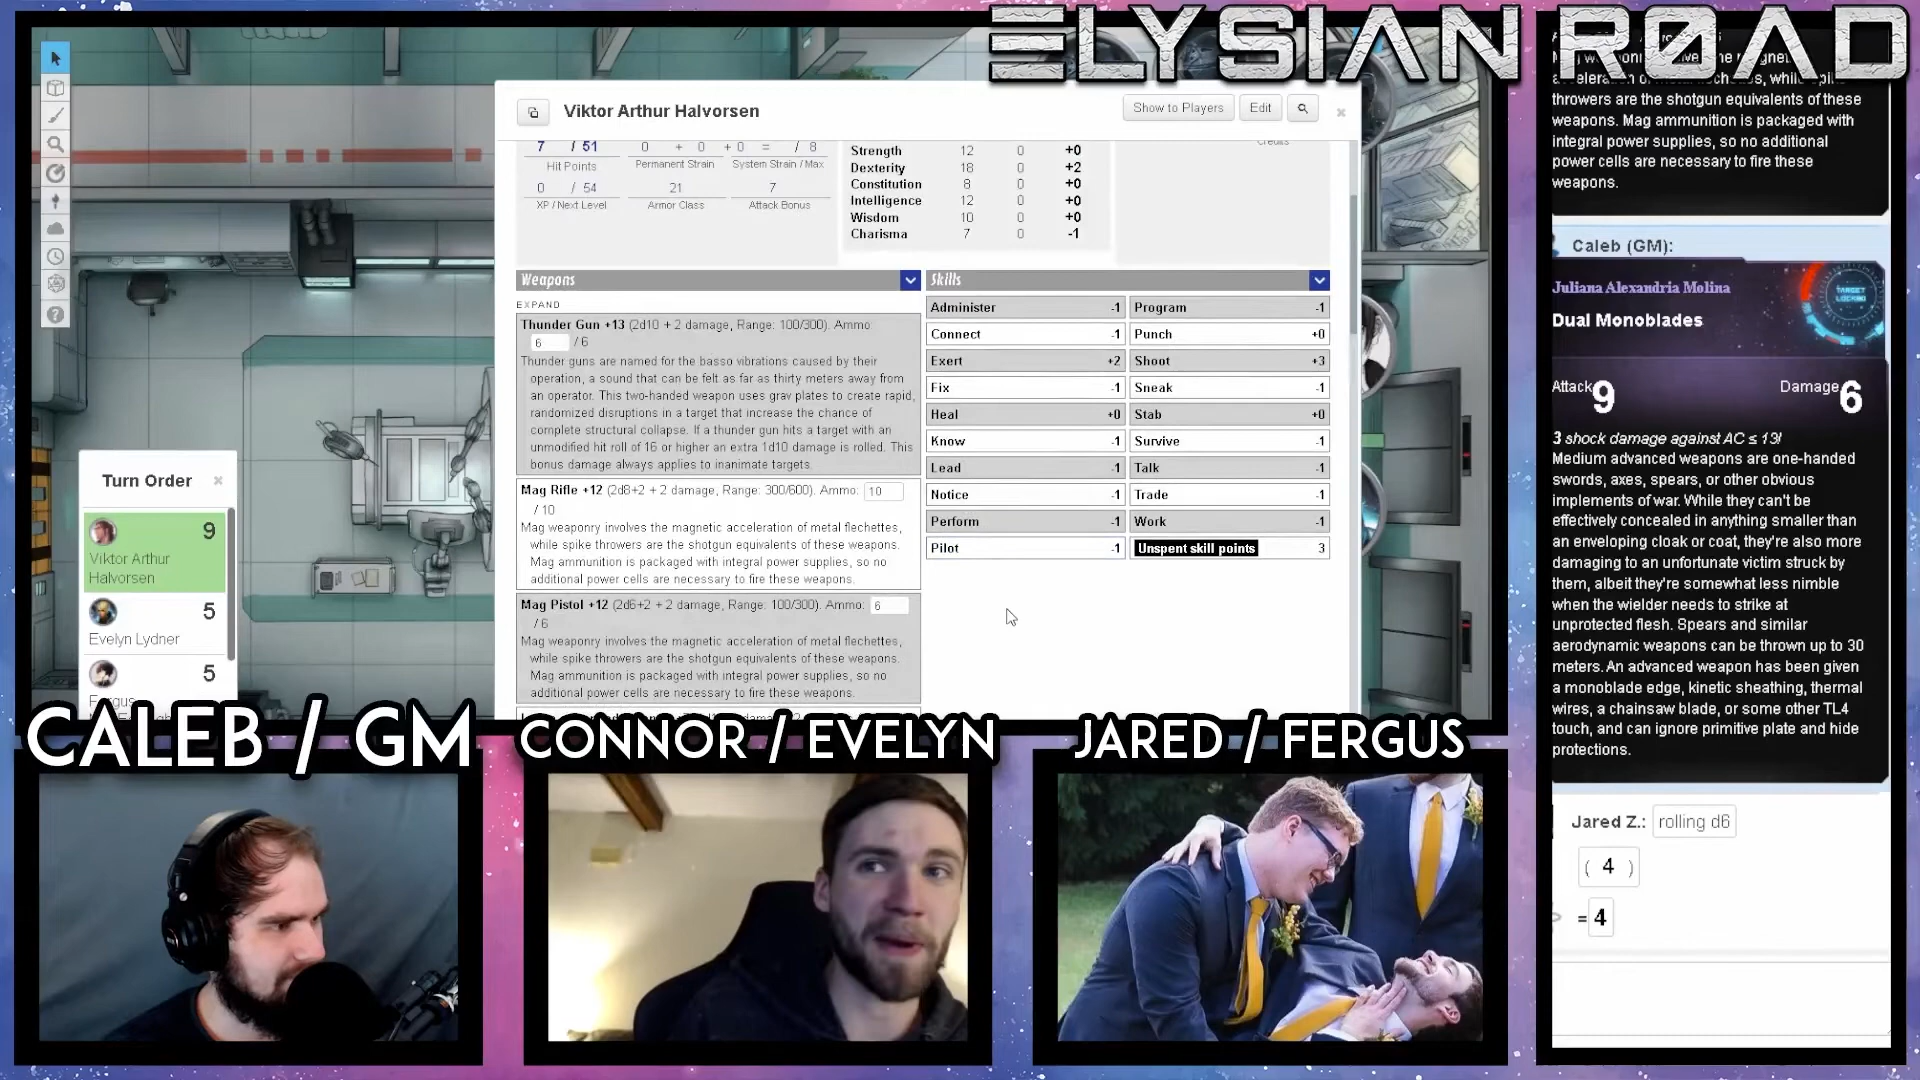 ELYSIAN RØAD
Viktor Arthur Halvorsen
Show to Players
Edit
7 / 51
Hit Points
0 + 0 + 0 = / 8
Permanent Strain
System Strain / Max
0 / 54
XP / Next Level
21
Armor Class
7
Attack Bonus
Strength 12 0 +0
Dexterity 18 0 +2
Constitution 8 0 +0
Intelligence 12 0 +0
Wisdom 10 0 +0
Charisma 7 0 -1
Credits
Weapons
EXPAND
Thunder Gun +13 (2d10 + 2 damage, Range: 100/300). Ammo:
6 / 6
Thunder guns are named for the basso vibrations caused by their
operation, a sound that can be felt as far as thirty meters away from
an operator. This two-handed weapon uses grav plates to create rapid,
randomized disruptions in a target that increase the chance of
complete structural collapse. If a thunder gun hits a target with an
unmodified hit roll of 16 or higher an extra 1d10 damage is rolled. This
bonus damage always applies to inanimate targets.
Mag Rifle +12 (2d8+2 + 2 damage, Range: 300/600). Ammo: 10
/ 10
Mag weaponry involves the magnetic acceleration of metal flechettes,
while spike throwers are the shotgun equivalents of these weapons.
Mag ammunition is packaged with integral power supplies, so no
additional power cells are necessary to fire these weapons.
Mag Pistol +12 (2d6+2 + 2 damage, Range: 100/300). Ammo: 6
/ 6
Mag weaponry involves the magnetic acceleration of metal flechettes,
while spike throwers are the shotgun equivalents of these weapons.
Mag ammunition is packaged with integral power supplies, so no
additional power cells are necessary to fire these weapons.
Skills
Administer -1 Program -1
Connect -1 Punch +0
Exert +2 Shoot +3
Fix -1 Sneak -1
Heal +0 Stab +0
Know -1 Survive -1
Lead -1 Talk -1
Notice -1 Trade -1
Perform -1 Work -1
Pilot -1 Unspent skill points 3
Turn Order
9
Viktor Arthur
Halvorsen
5
Evelyn Lydner
5
Fergus
CALEB / GM
CONNOR / EVELYN
JARED / FERGUS
throwers are the shotgun equivalents of these
weapons. Mag ammunition is packaged with
integral power supplies, so no additional
power cells are necessary to fire these
weapons.
Caleb (GM):
Juliana Alexandria Molina
Dual Monoblades
TARGET
LOCKED
Attack 9 Damage 6
3 shock damage against AC ≤ 13!
Medium advanced weapons are one-handed
swords, axes, spears, or other obvious
implements of war. While they can't be
effectively concealed in anything smaller than
an enveloping cloak or coat, they're also more
damaging to an unfortunate victim struck by
them, albeit they're somewhat less nimble
when the wielder needs to strike at
unprotected flesh. Spears and similar
aerodynamic weapons can be thrown up to 30
meters. An advanced weapon has been given
a monoblade edge, kinetic sheathing, thermal
wires, a chainsaw blade, or some other TL4
touch, and can ignore primitive plate and hide
protections.
Jared Z.: rolling d6
( 4 )
= 4